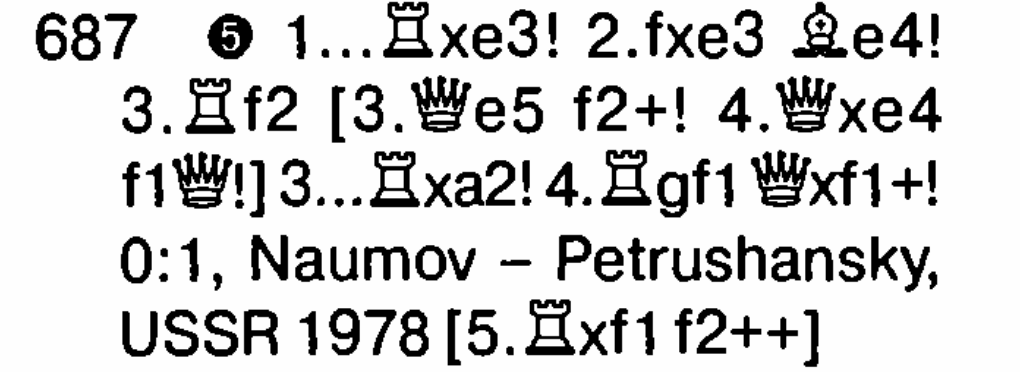 687 ❺ 1...♖xe3! 2.fxe3 ♗e4!
3.♖f2 [3.♕e5 f2+! 4.♕xe4
f1♕!] 3...♖xa2! 4.♖gf1 ♕xf1+!
0:1, Naumov – Petrushansky,
USSR 1978 [5.♖xf1 f2++]